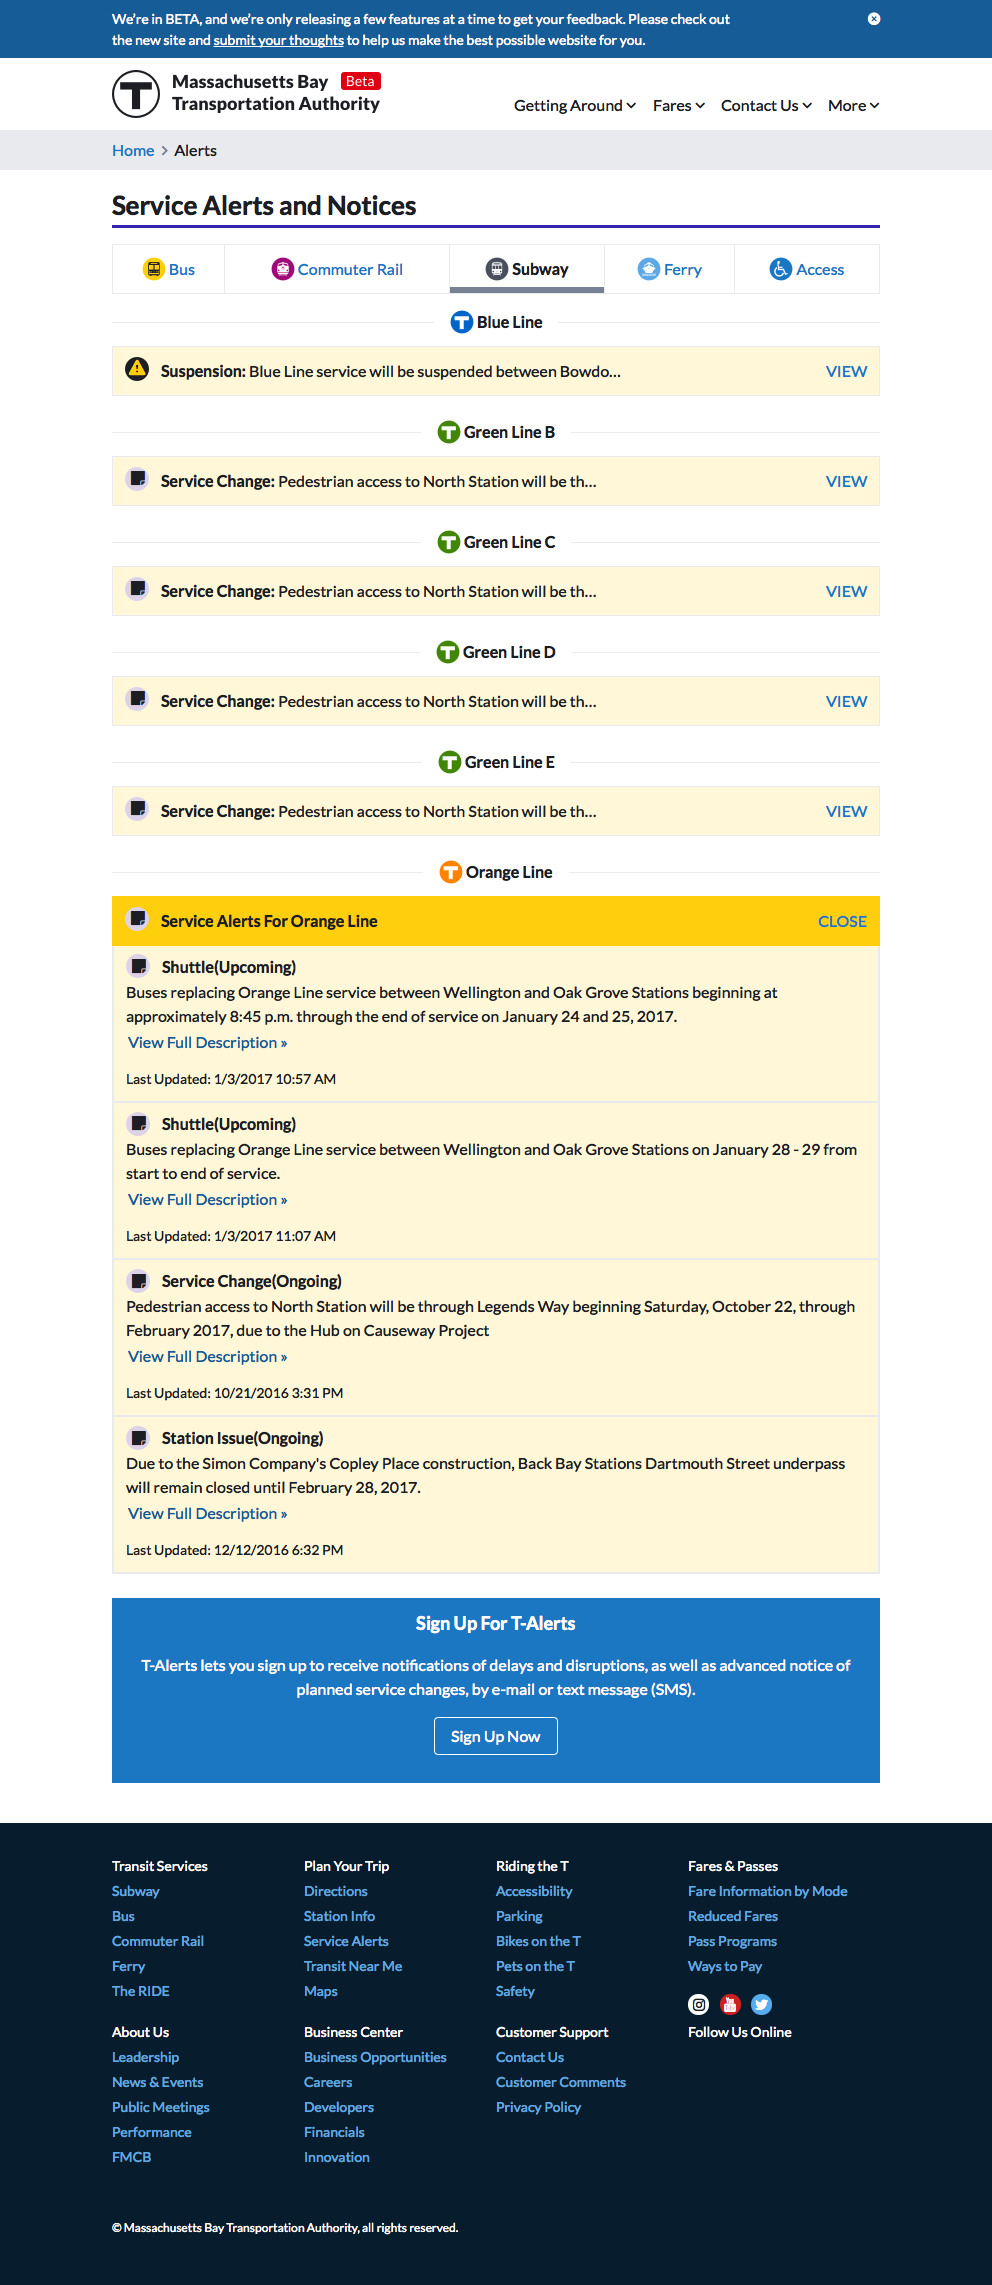 We're in BETA, and we're only releasing a few features at a time to get your feedback. Please check out
the new site and submit your thoughts to help us make the best possible website for you.
T
Massachusetts Bay Beta
Transportation Authority
Getting Around Fares Contact Us More
Home > Alerts
Service Alerts and Notices
Bus Commuter Rail Subway Ferry Access
T Blue Line
Suspension: Blue Line service will be suspended between Bowdo... VIEW
T Green Line B
Service Change: Pedestrian access to North Station will be th... VIEW
T Green Line C
Service Change: Pedestrian access to North Station will be th... VIEW
T Green Line D
Service Change: Pedestrian access to North Station will be th... VIEW
T Green Line E
Service Change: Pedestrian access to North Station will be th... VIEW
T Orange Line
Service Alerts For Orange Line CLOSE
Shuttle(Upcoming)
Buses replacing Orange Line service between Wellington and Oak Grove Stations beginning at
approximately 8:45 p.m. through the end of service on January 24 and 25, 2017.
View Full Description »
Last Updated: 1/3/2017 10:57 AM
Shuttle(Upcoming)
Buses replacing Orange Line service between Wellington and Oak Grove Stations on January 28 - 29 from
start to end of service.
View Full Description »
Last Updated: 1/3/2017 11:07 AM
Service Change(Ongoing)
Pedestrian access to North Station will be through Legends Way beginning Saturday, October 22, through
February 2017, due to the Hub on Causeway Project
View Full Description »
Last Updated: 10/21/2016 3:31 PM
Station Issue(Ongoing)
Due to the Simon Company's Copley Place construction, Back Bay Stations Dartmouth Street underpass
will remain closed until February 28, 2017.
View Full Description »
Last Updated: 12/12/2016 6:32 PM
Sign Up For T-Alerts
T-Alerts lets you sign up to receive notifications of delays and disruptions, as well as advanced notice of
planned service changes, by e-mail or text message (SMS).
Sign Up Now
Transit Services
Subway
Bus
Commuter Rail
Ferry
The RIDE
Plan Your Trip
Directions
Station Info
Service Alerts
Transit Near Me
Maps
Riding the T
Accessibility
Parking
Bikes on the T
Pets on the T
Safety
Fares & Passes
Fare Information by Mode
Reduced Fares
Pass Programs
Ways to Pay
Follow Us Online
About Us
Leadership
News & Events
Public Meetings
Performance
FMCB
Business Center
Business Opportunities
Careers
Developers
Financials
Innovation
Customer Support
Contact Us
Customer Comments
Privacy Policy
© Massachusetts Bay Transportation Authority, all rights reserved.